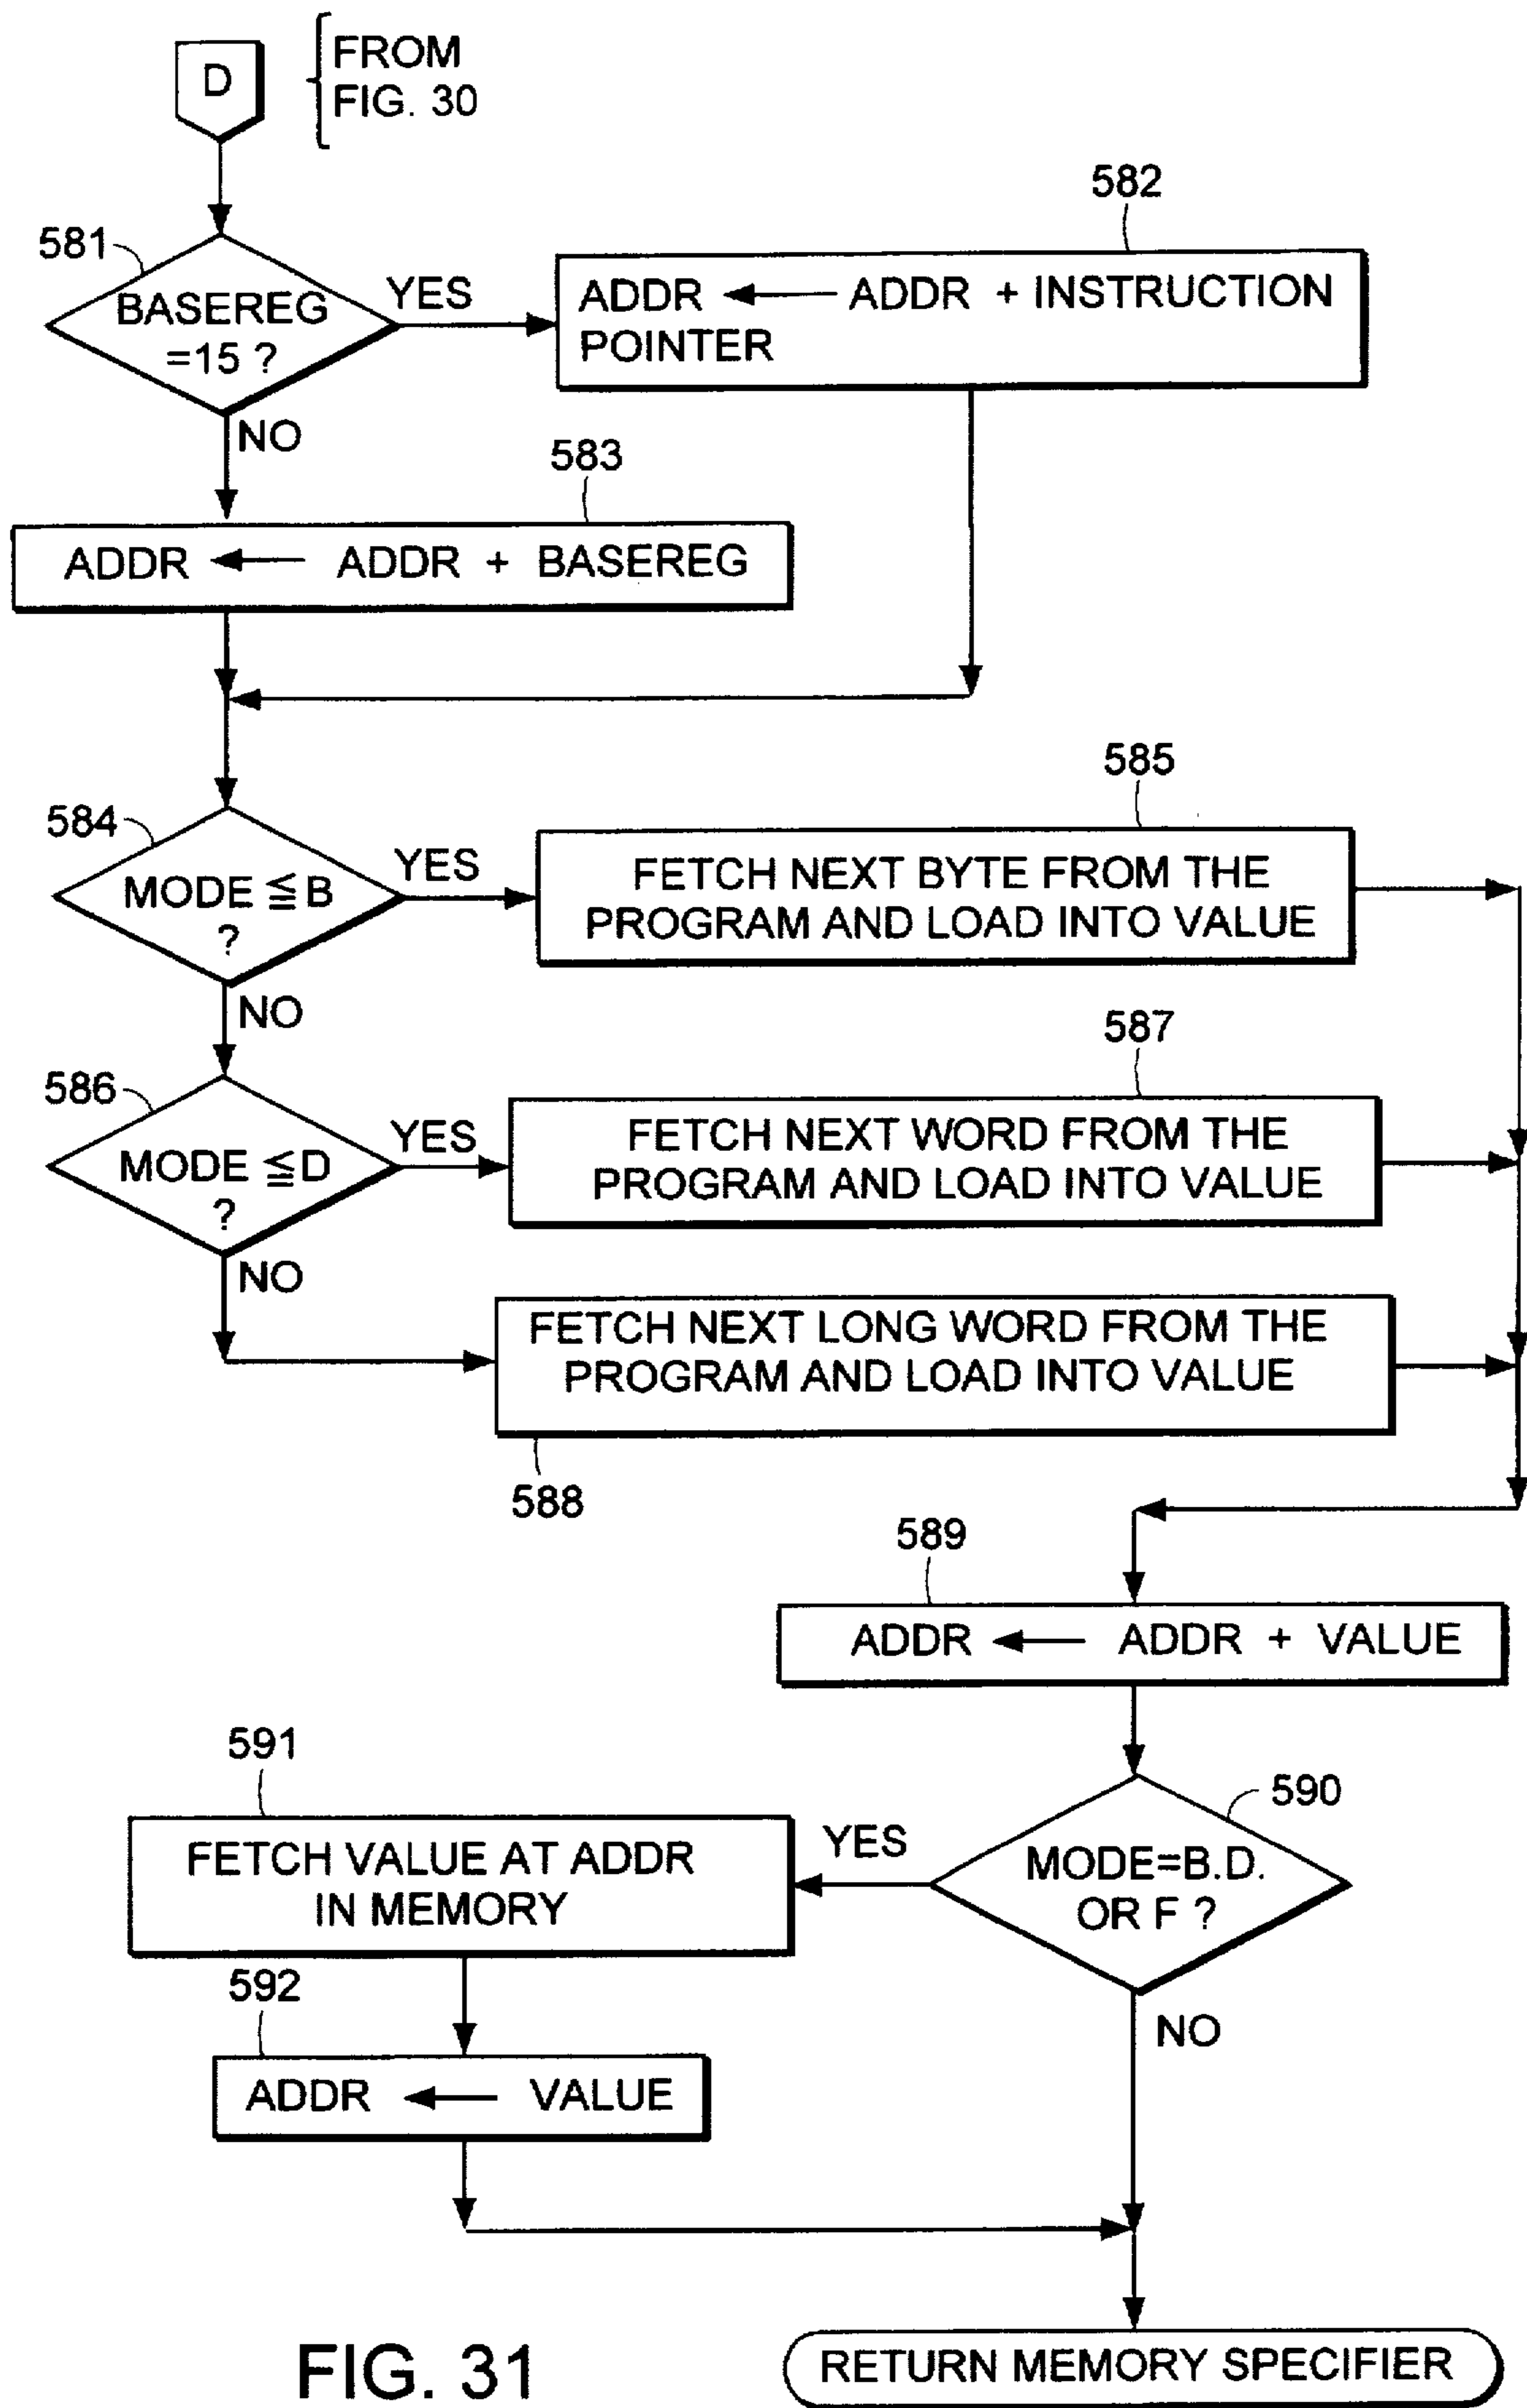 D
FROM
FIG. 30
582
581
YES
BASEREG
=15 ?
ADDR ← ADDR + INSTRUCTION
POINTER
NO
583
ADDR ← ADDR + BASEREG
585
584
YES
MODE ≦ B
?
FETCH NEXT BYTE FROM THE
PROGRAM AND LOAD INTO VALUE
NO
587
586
YES
MODE ≦ D
?
FETCH NEXT WORD FROM THE
PROGRAM AND LOAD INTO VALUE
NO
FETCH NEXT LONG WORD FROM THE
PROGRAM AND LOAD INTO VALUE
588
589
ADDR ← ADDR + VALUE
591
590
YES
FETCH VALUE AT ADDR
IN MEMORY
MODE=B.D.
OR F ?
592
NO
ADDR ← VALUE
RETURN MEMORY SPECIFIER
FIG. 31